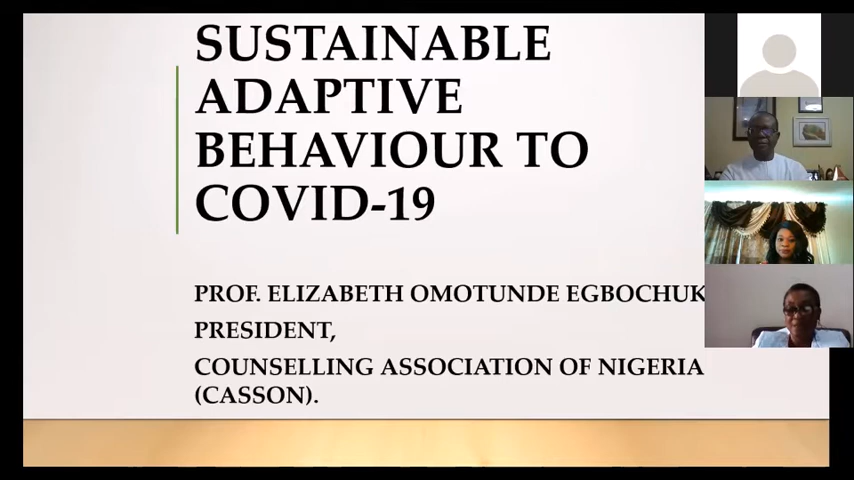 SUSTAINABLE
ADAPTIVE
BEHAVIOUR TO
COVID-19
PROF. ELIZABETH OMOTUNDE EGBOCHUK
PRESIDENT,
COUNSELLING ASSOCIATION OF NIGERIA
(CASSON).